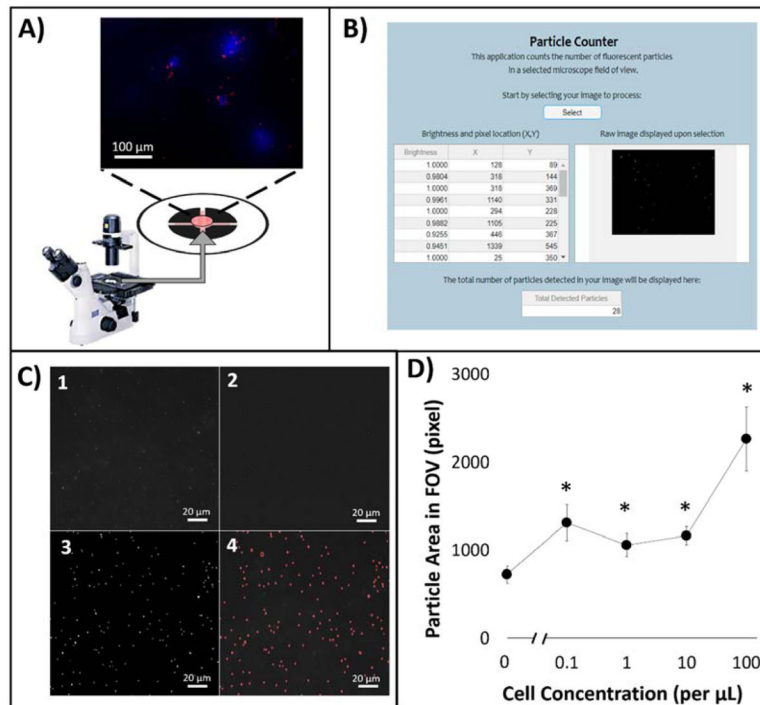 A)
100 µm
B)
Particle Counter
This application counts the number of fluorescent particles
in a selected microscope field of view.
Start by selecting your image to process:
Select
Brightness and pixel location (X,Y)
Raw image displayed upon selection
Brightness X Y
1.0000 128 89
0.9804 318 144
1.0000 318 369
0.9961 1140 331
1.0000 294 228
0.9882 1105 225
0.9255 446 367
0.9451 1339 545
1.0000 25 350
The total number of particles detected in your image will be displayed here:
Total Detected Particles
28
C)
1
20 µm
2
20 µm
3
20 µm
4
20 µm
D)
Particle Area in FOV (pixel)
3000
2000
1000
0
* * * *
0 // 0.1 1 10 100
Cell Concentration (per µL)